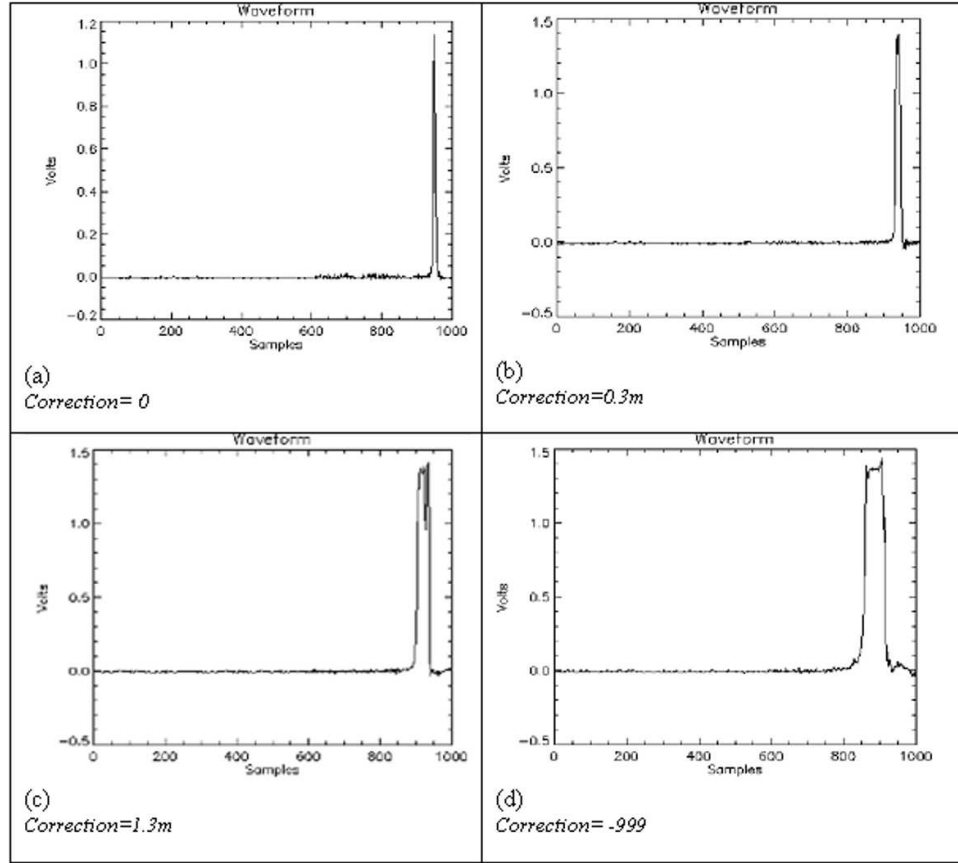 Waveform
1.2
1.0
0.8
0.6
0.4
0.2
0.0
−0.2
Volts
0 200 400 600 800 1000
Samples
(a)
Correction= 0
Waveform
1.5
1.0
0.5
0.0
−0.5
Volts
0 200 400 600 800 1000
Samples
(b)
Correction=0.3m
Waveform
1.5
1.0
0.5
0.0
−0.5
Volts
0 200 400 600 800 1000
Samples
(c)
Correction=1.3m
Waveform
1.5
1.0
0.5
0.0
−0.5
Volts
0 200 400 600 800 1000
Samples
(d)
Correction= -999